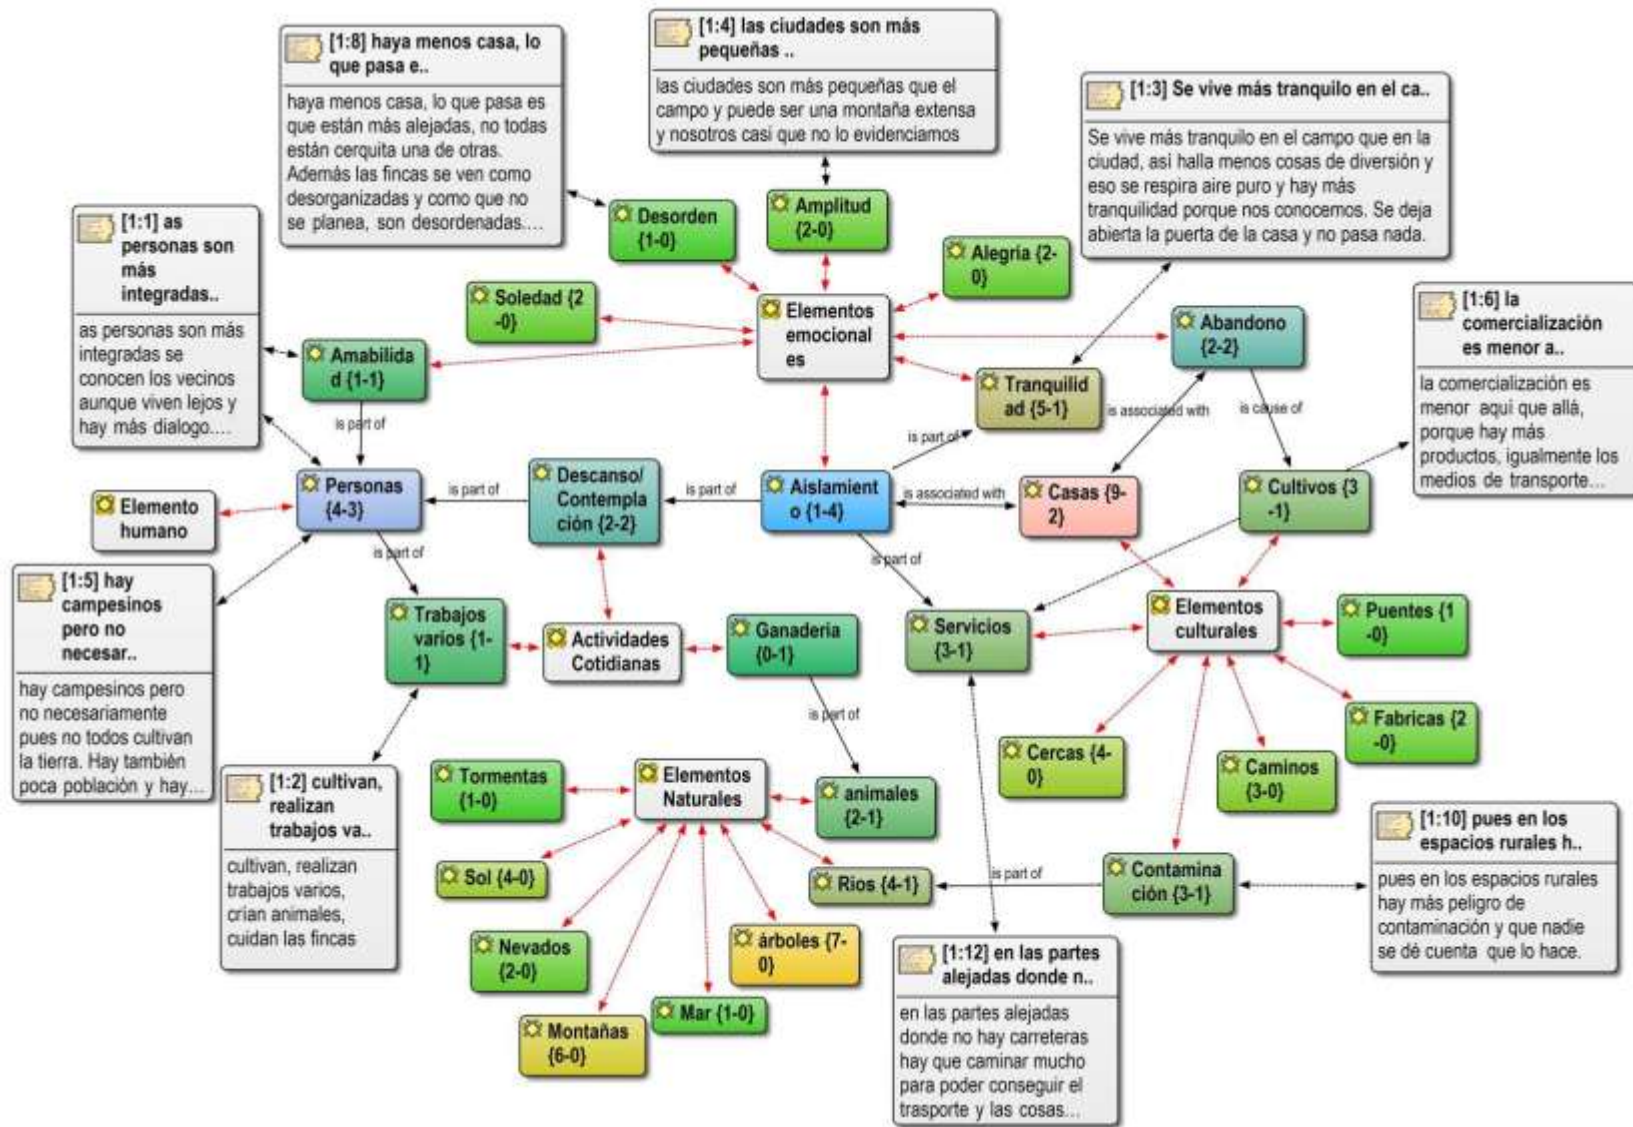 [1:8] haya menos casa, lo
que pasa e..
haya menos casa, lo que pasa es
que están más alejadas, no todas
están cerquita una de otras.
Además las fincas se ven como
desorganizadas y como que no
se planea, son desordenadas....
[1:4] las ciudades son más
pequeñas ..
las ciudades son más pequeñas que el
campo y puede ser una montaña extensa
y nosotros casi que no lo evidenciamos
[1:3] Se vive más tranquilo en el ca..
Se vive más tranquilo en el campo que en la
ciudad, asi halla menos cosas de diversión y
eso se respira aire puro y hay más
tranquilidad porque nos conocemos. Se deja
abierta la puerta de la casa y no pasa nada.
[1:1] as
personas son
más
integradas..
as personas son más
integradas se
conocen los vecinos
aunque viven lejos y
hay más dialogo....
Desorden
{1-0}
Amplitud
{2-0}
Alegria {2-
0}
Soledad {2
-0}
Elementos
emocional
es
Abandono
{2-2}
[1:6] la
comercialización
es menor a..
la comercialización es
menor aquí que allá,
porque hay más
productos, igualmente los
medios de transporte...
Amabilida
d {1-1}
Tranquilid
ad {5-1}
is part of
is associated with
is cause of
is part of
Elemento
humano
Personas
{4-3}
is part of
Descanso/
Contempla
ción {2-2}
is part of
Aislamient
o {1-4}
is associated with
Casas {9-
2}
Cultivos {3
-1}
is part of
is part of
[1:5] hay
campesinos
pero no
necesar..
hay campesinos pero
no necesariamente
pues no todos cultivan
la tierra. Hay también
poca población y hay...
Trabajos
varios {1-
1}
Actividades
Cotidianas
Ganaderia
{0-1}
Servicios
{3-1}
Elementos
culturales
Puentes {1
-0}
is part of
Fabricas {2
-0}
Cercas {4-
0}
Caminos
{3-0}
[1:2] cultivan,
realizan
trabajos va..
cultivan, realizan
trabajos varios,
crían animales,
cuidan las fincas
Tormentas
{1-0}
Elementos
Naturales
animales
{2-1}
Sol {4-0}
Rios {4-1}
is part of
Contamina
ción {3-1}
[1:10] pues en los
espacios rurales h..
pues en los espacios rurales
hay más peligro de
contaminación y que nadie
se dé cuenta que lo hace.
Nevados
{2-0}
árboles {7-
0}
Montañas
{6-0}
Mar {1-0}
[1:12] en las partes
alejadas donde n..
en las partes alejadas
donde no hay carreteras
hay que caminar mucho
para poder conseguir el
trasporte y las cosas...